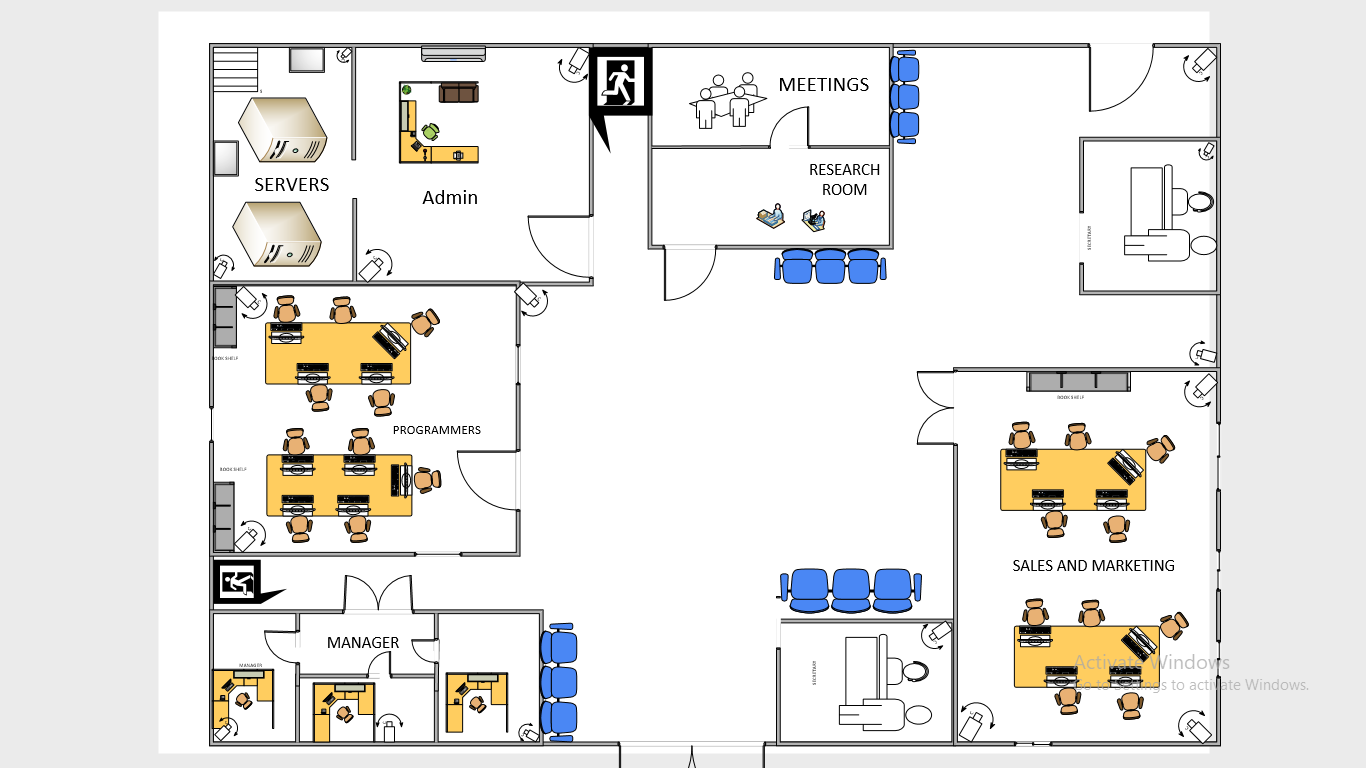 MEETINGS
RESEARCH
ROOM
SERVERS
Admin
SECRETARY
BOOK SHELF
PROGRAMMERS
BOOK SHELF
BOOK SHELF
SALES AND MARKETING
MANAGER
MANAGER
SECRETARY
Activate Windows
Go to Settings to activate Windows.